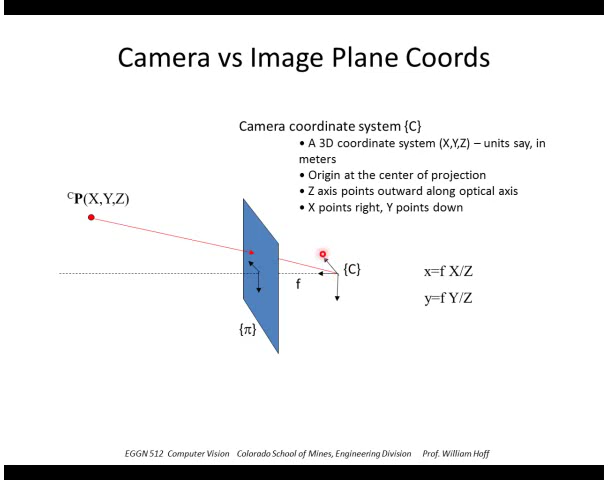 Camera vs Image Plane Coords
Camera coordinate system {C}
• A 3D coordinate system (X,Y,Z) – units say, in
meters
• Origin at the center of projection
• Z axis points outward along optical axis
• X points right, Y points down
ᶜP(X,Y,Z)
{C}
f
x=f X/Z
y=f Y/Z
{π}
EGGN 512 Computer Vision Colorado School of Mines, Engineering Division Prof. William Hoff